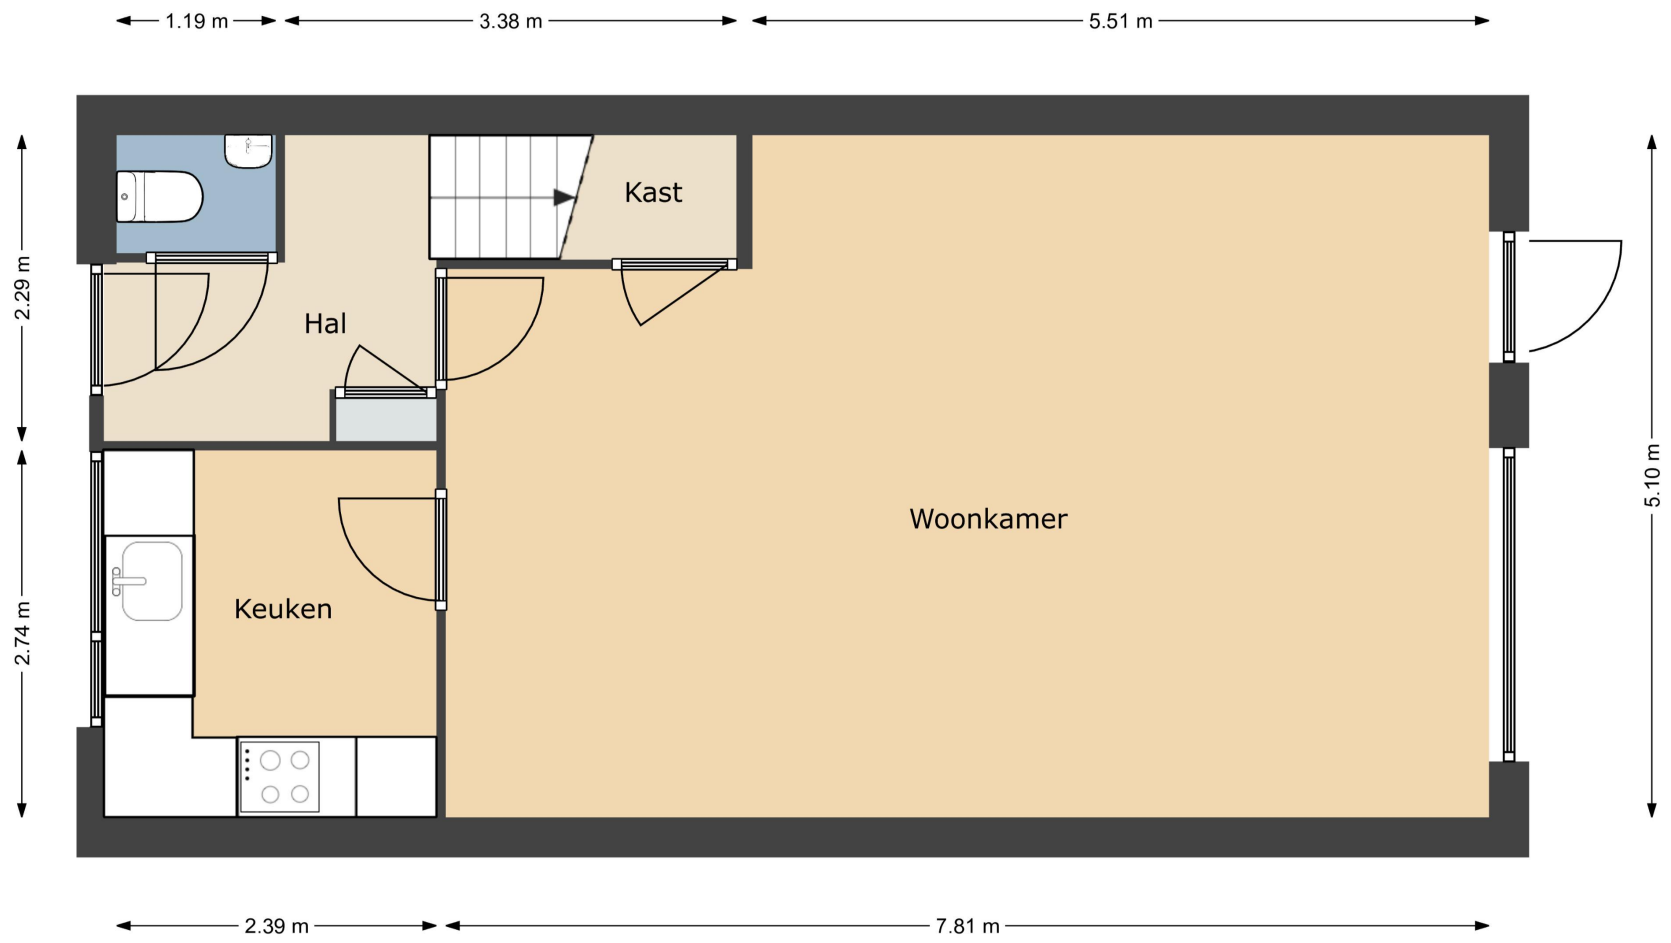 1.19 m
3.38 m
5.51 m
Kast
2.29 m
Hal
5.10 m
Woonkamer
Keuken
2.74 m
2.39 m
7.81 m